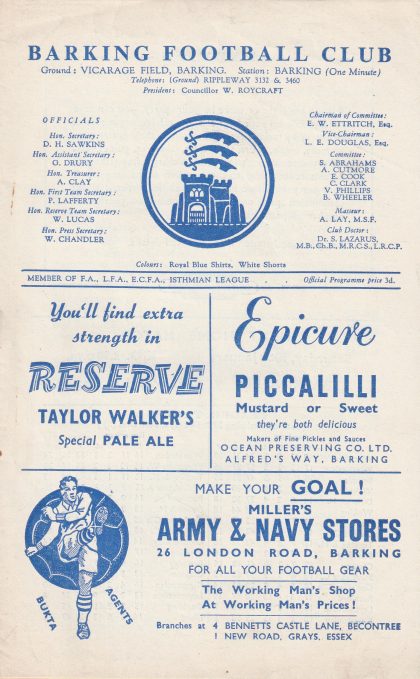 BARKING FOOTBALL CLUB
Ground: VICARAGE FIELD, BARKING. Station: BARKING (One Minute)
Telephone: (Ground) RIPPLEWAY 3132 & 3460
President: Councillor W. ROYCRAFT
OFFICIALS
Hon. Secretary:
D. H. SAWKINS
Hon. Assistant Secretary:
G. DRURY
Hon. Treasurer:
A. CLAY
Hon. First Team Secretary:
P. LAFFERTY
Hon. Reserve Team Secretary:
W. LUCAS
Hon. Press Secretary:
W. CHANDLER
Chairman of Committee:
E. W. ETTRITCH, Esq.
Vice-Chairman:
L. E. DOUGLAS, Esq.
Committee:
S. ABRAHAMS
A. CUTMORE
E. COOK
C. CLARK
V. PHILLIPS
B. WHEELER
Masseur:
A. LAY, M.S.F.
Club Doctor:
Dr. S. LAZARUS,
M.B., Ch.B., M.R.C.S., L.R.C.P.
Colours: Royal Blue Shirts, White Shorts
MEMBER OF F.A., L.F.A., E.C.F.A., ISTHMIAN LEAGUE
Official Programme price 3d.
You'll find extra
strength in
RESERVE
TAYLOR WALKER'S
Special PALE ALE
Epicure
PICCALILLI
Mustard or Sweet
they're both delicious
Makers of Fine Pickles and Sauces
OCEAN PRESERVING CO. LTD.
ALFRED'S WAY, BARKING
BUKTA AGENTS
MAKE YOUR GOAL!
MILLER'S
ARMY & NAVY STORES
26 LONDON ROAD, BARKING
FOR ALL YOUR FOOTBALL GEAR
The Working Man's Shop
At Working Man's Prices!
Branches at 4 BENNETTS CASTLE LANE, BECONTREE
1 NEW ROAD, GRAYS, ESSEX